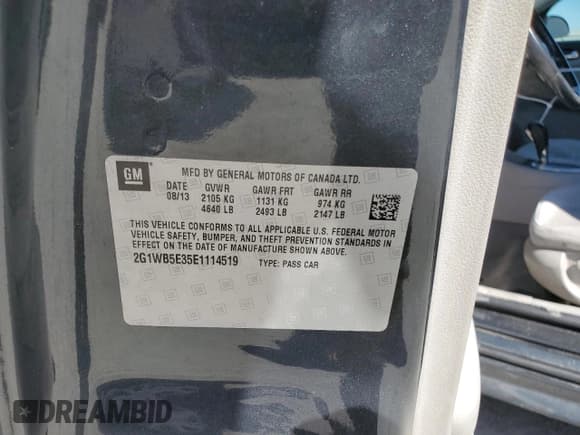 GM
MFD BY GENERAL MOTORS OF CANADA LTD.
DATE GVWR GAWR FRT GAWR RR
08/13 2105 KG 1131 KG 974 KG
4640 LB 2493 LB 2147 LB
THIS VEHICLE CONFORMS TO ALL APPLICABLE U.S. FEDERAL MOTOR
VEHICLE SAFETY, BUMPER, AND THEFT PREVENTION STANDARDS IN
EFFECT ON THE DATE OF MANUFACTURE SHOWN ABOVE.
2G1WB5E35E1114519 TYPE: PASS CAR
DREAMBID